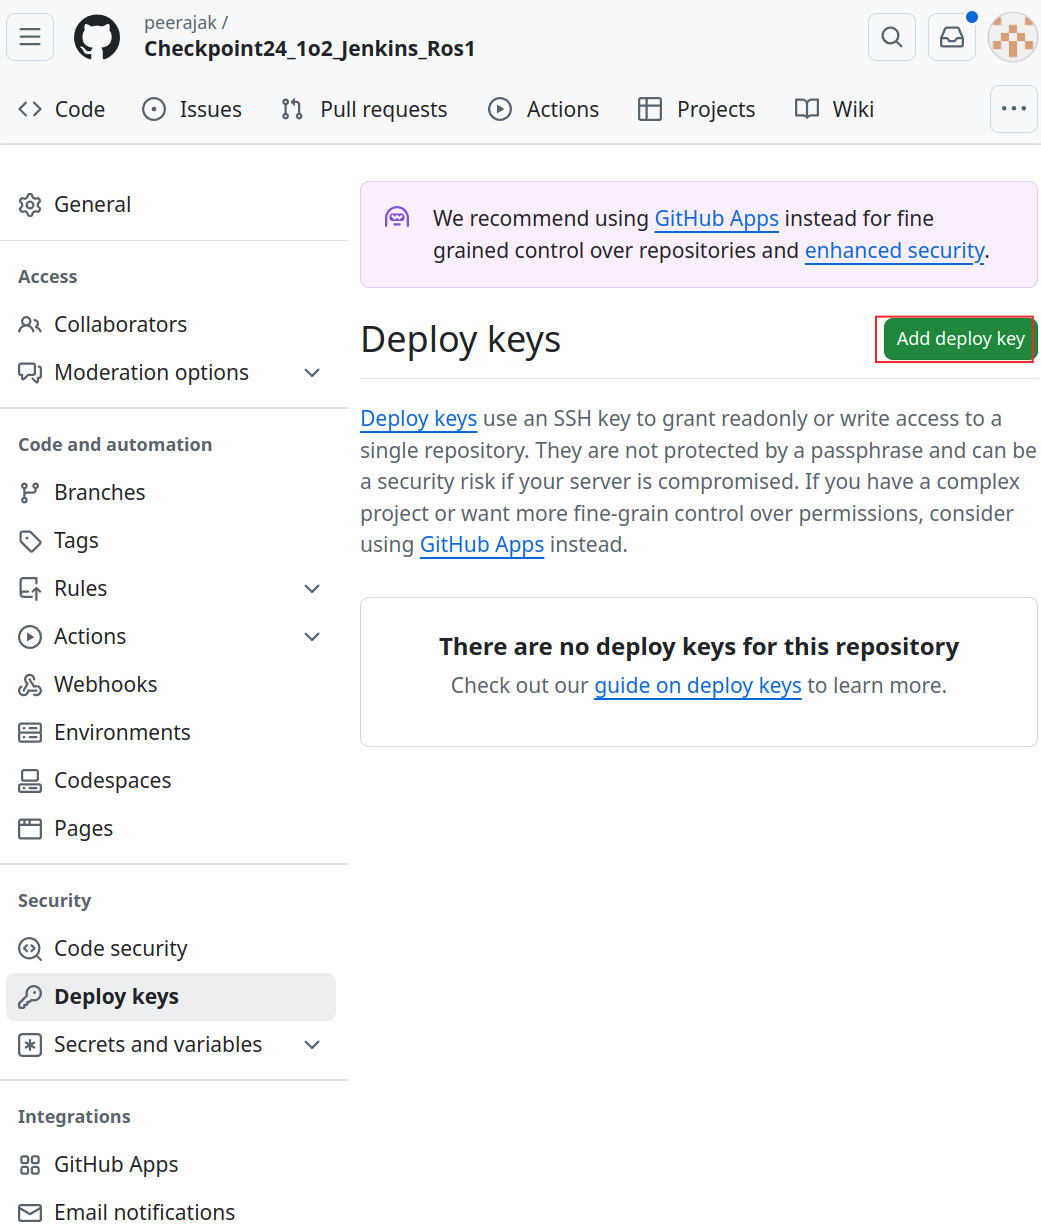 peerajak /
Checkpoint24_1o2_Jenkins_Ros1
Code Issues Pull requests Actions Projects Wiki
General
Access
Collaborators
Moderation options
Code and automation
Branches
Tags
Rules
Actions
Webhooks
Environments
Codespaces
Pages
Security
Code security
Deploy keys
Secrets and variables
Integrations
GitHub Apps
Email notifications
We recommend using GitHub Apps instead for fine
grained control over repositories and enhanced security.
Deploy keys
Add deploy key
Deploy keys use an SSH key to grant readonly or write access to a
single repository. They are not protected by a passphrase and can be
a security risk if your server is compromised. If you have a complex
project or want more fine-grain control over permissions, consider
using GitHub Apps instead.
There are no deploy keys for this repository
Check out our guide on deploy keys to learn more.